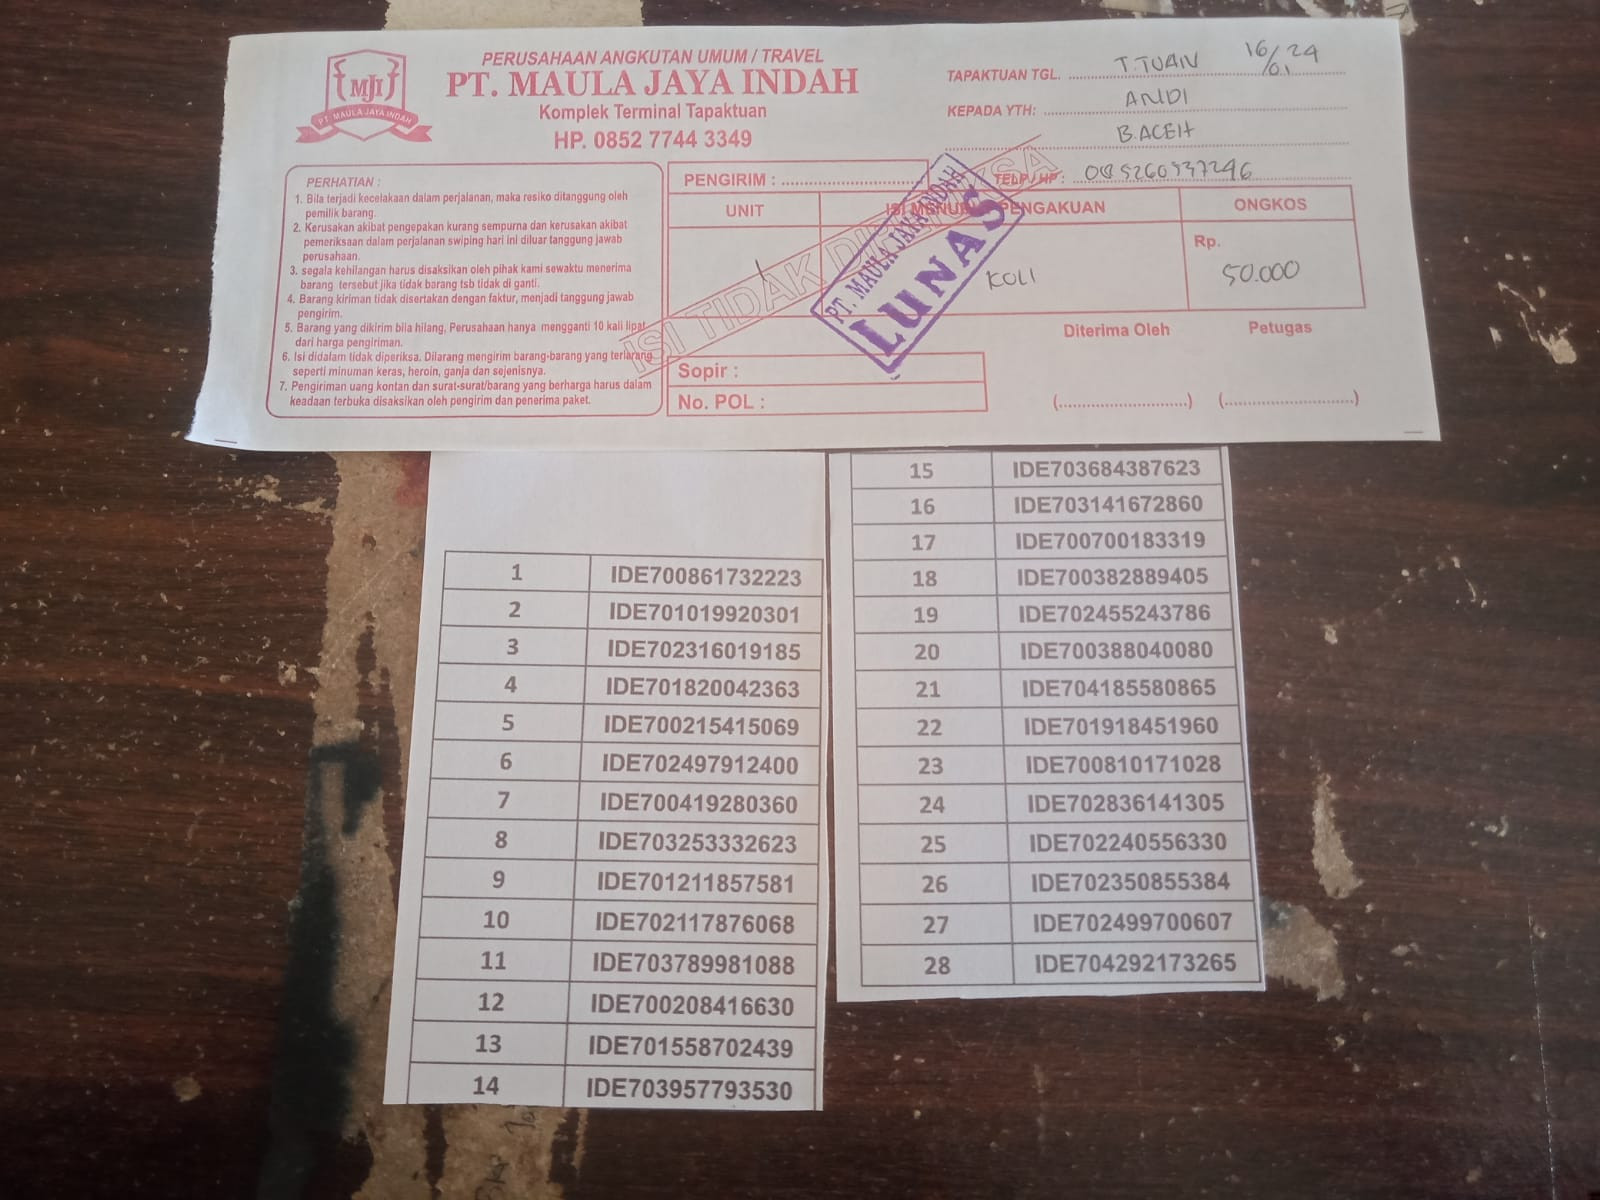 MJI
PT. MAULA JAYA INDAH
PERUSAHAAN ANGKUTAN UMUM / TRAVEL
PT. MAULA JAYA INDAH
Komplek Terminal Tapaktuan
HP. 0852 7744 3349
TAPAKTUAN TGL. T.TUAN 16/01 24
KEPADA YTH: ANDI
B.ACEH
PENGIRIM :
TELP / HP :
PERHATIAN :
1. Bila terjadi kecelakaan dalam perjalanan, maka resiko ditanggung oleh
pemilik barang.
2. Kerusakan akibat pengepakan kurang sempurna dan kerusakan akibat
pemeriksaan dalam perjalanan swiping hari ini diluar tanggung jawab
perusahaan.
3. segala kehilangan harus disaksikan oleh pihak kami sewaktu menerima
barang tersebut jika tidak barang tsb tidak di ganti.
4. Barang kiriman tidak disertakan dengan faktur, menjadi tanggung jawab
pengirim.
5. Barang yang dikirim bila hilang, Perusahaan hanya mengganti 10 kali lipat
dari harga pengiriman.
6. Isi didalam tidak diperiksa. Dilarang mengirim barang-barang yang terlarang
seperti minuman keras, heroin, ganja dan sejenisnya.
7. Pengiriman uang kontan dan surat-surat/barang yang berharga harus dalam
keadaan terbuka disaksikan oleh pengirim dan penerima paket.
UNIT ISI MENURUT PENGAKUAN ONGKOS
Rp.
1 KOLI 50.000
ISI TIDAK DIPERIKSA
PT. MAULA JAYA INDAH
LUNAS
Diterima Oleh Petugas
Sopir :
No. POL :
(....................) (....................)
1 IDE700861732223
2 IDE701019920301
3 IDE702316019185
4 IDE701820042363
5 IDE700215415069
6 IDE702497912400
7 IDE700419280360
8 IDE703253332623
9 IDE701211857581
10 IDE702117876068
11 IDE703789981088
12 IDE700208416630
13 IDE701558702439
14 IDE703957793530
15 IDE703684387623
16 IDE703141672860
17 IDE700700183319
18 IDE700382889405
19 IDE702455243786
20 IDE700388040080
21 IDE704185580865
22 IDE701918451960
23 IDE700810171028
24 IDE702836141305
25 IDE702240556330
26 IDE702350855384
27 IDE702499700607
28 IDE704292173265